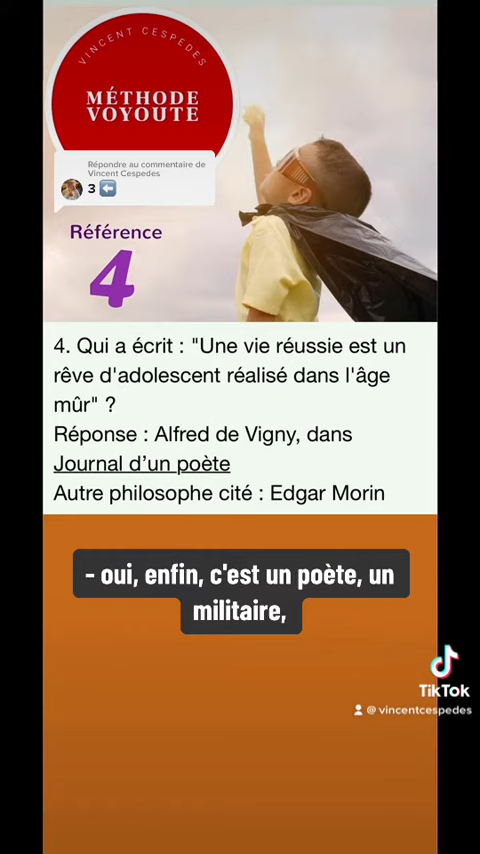 VINCENT CESPEDES
MÉTHODE
VOYOUTE
Répondre au commentaire de
Vincent Cespedes
3
Référence
4
4. Qui a écrit : "Une vie réussie est un
rêve d'adolescent réalisé dans l'âge
mûr" ?
Réponse : Alfred de Vigny, dans
Journal d’un poète
Autre philosophe cité : Edgar Morin
- oui, enfin, c'est un poète, un
militaire,
TikTok
@vincentcespedes